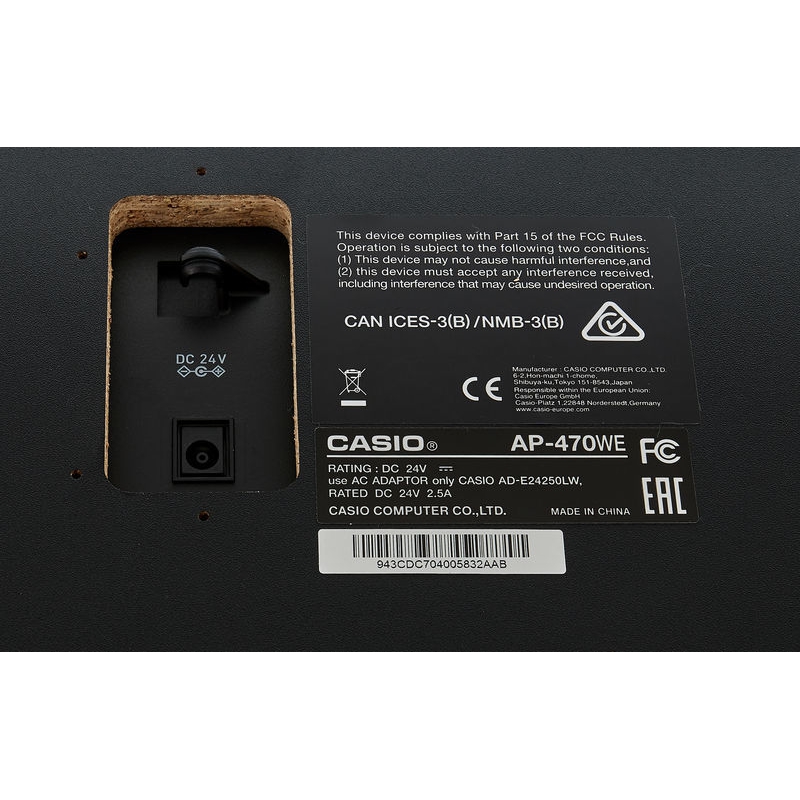 DC 24V
This device complies with Part 15 of the FCC Rules.
Operation is subject to the following two conditions:
(1) This device may not cause harmful interference,and
(2) this device must accept any interference received,
including interference that may cause undesired operation.
CAN ICES-3(B)/NMB-3(B)
CE
Manufacturer : CASIO COMPUTER CO.,LTD.
6-2,Hon-machi 1-chome,
Shibuya-ku,Tokyo 151-8543,Japan
Responsible within the European Union:
Casio Europe GmbH
Casio-Platz 1,22848 Norderstedt,Germany
www.casio-europe.com
CASIO® AP-470WE FC
RATING : DC 24V ⎓
use AC ADAPTOR only CASIO AD-E24250LW,
RATED DC 24V 2.5A
CASIO COMPUTER CO.,LTD. MADE IN CHINA EAC
943CDC704005832AAB